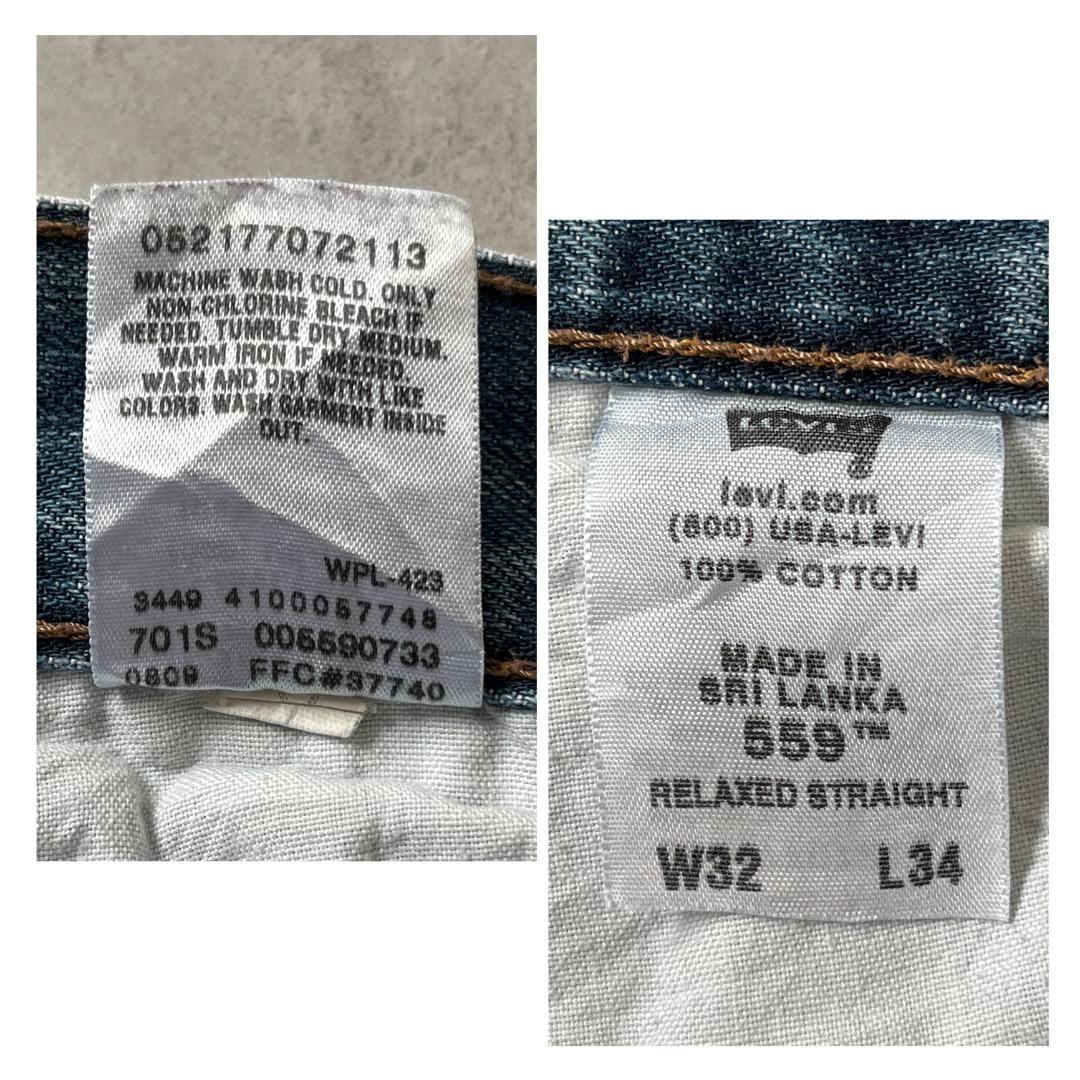 052177072113
MACHINE WASH COLD, ONLY
NON-CHLORINE BLEACH IF
NEEDED. TUMBLE DRY MEDIUM.
WARM IRON IF NEEDED.
WASH AND DRY WITH LIKE
COLORS. WASH GARMENT INSIDE
OUT.
WPL-423
3449 4100057748
701S 005590733
0809 FFC#37740
LEVI'S
levi.com
(800) USA-LEVI
100% COTTON
MADE IN
SRI LANKA
559™
RELAXED STRAIGHT
W32 L34